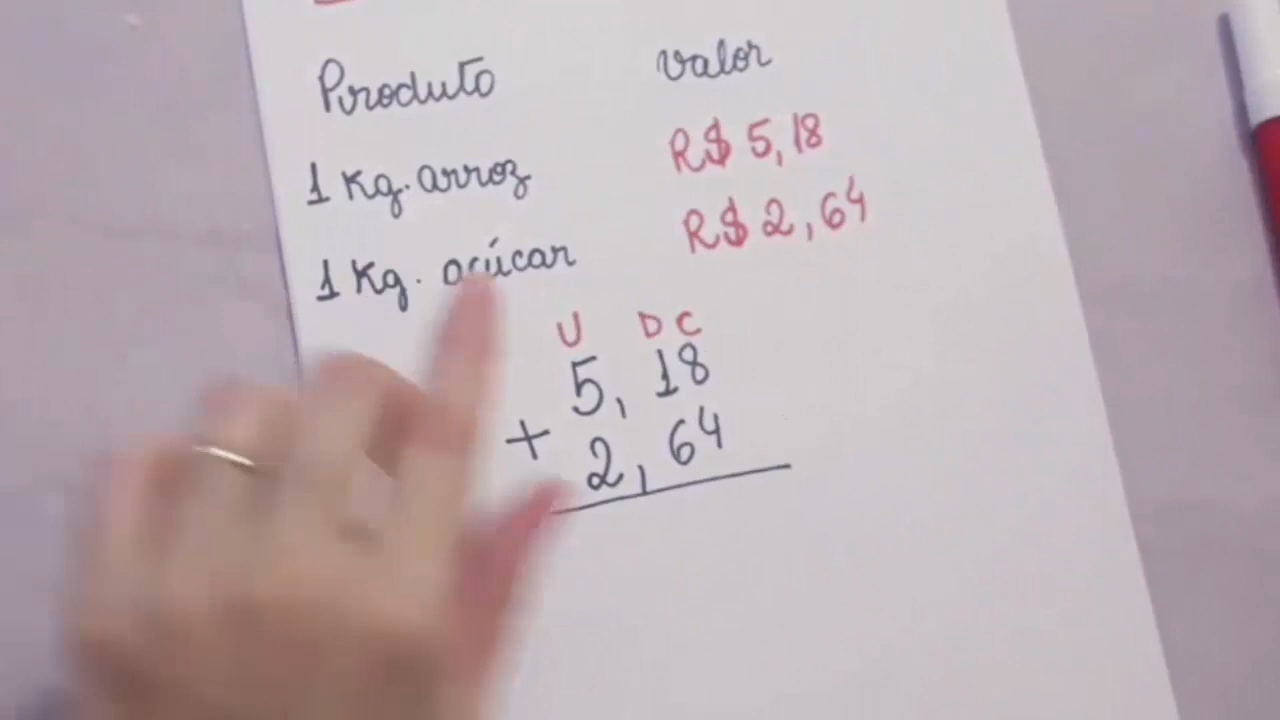 Produto valor
1 Kg. arroz R$ 5,18
1 Kg. açúcar R$ 2,64
U D C
5,18
+ 2,64